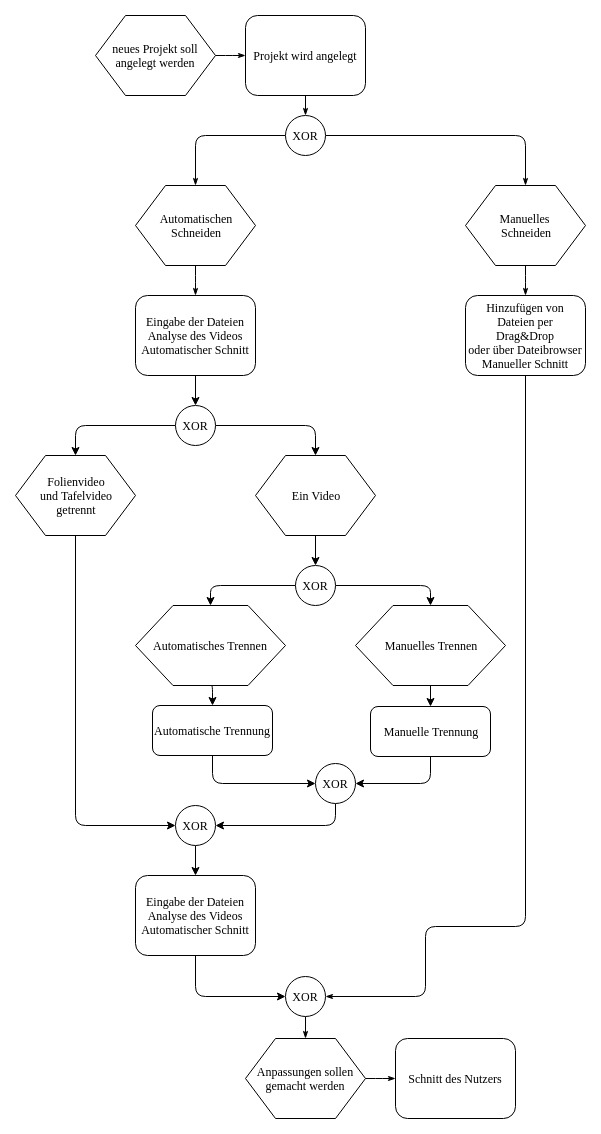 neues Projekt soll
angelegt werden
Projekt wird angelegt
XOR
Automatischen
Schneiden
Manuelles
Schneiden
Eingabe der Dateien
Analyse des Videos
Automatischer Schnitt
Hinzufügen von
Dateien per
Drag&Drop
oder über Dateibrowser
Manueller Schnitt
XOR
Folienvideo
und Tafelvideo
getrennt
Ein Video
XOR
Automatisches Trennen
Manuelles Trennen
Automatische Trennung
Manuelle Trennung
XOR
XOR
Eingabe der Dateien
Analyse des Videos
Automatischer Schnitt
XOR
Anpassungen sollen
gemacht werden
Schnitt des Nutzers